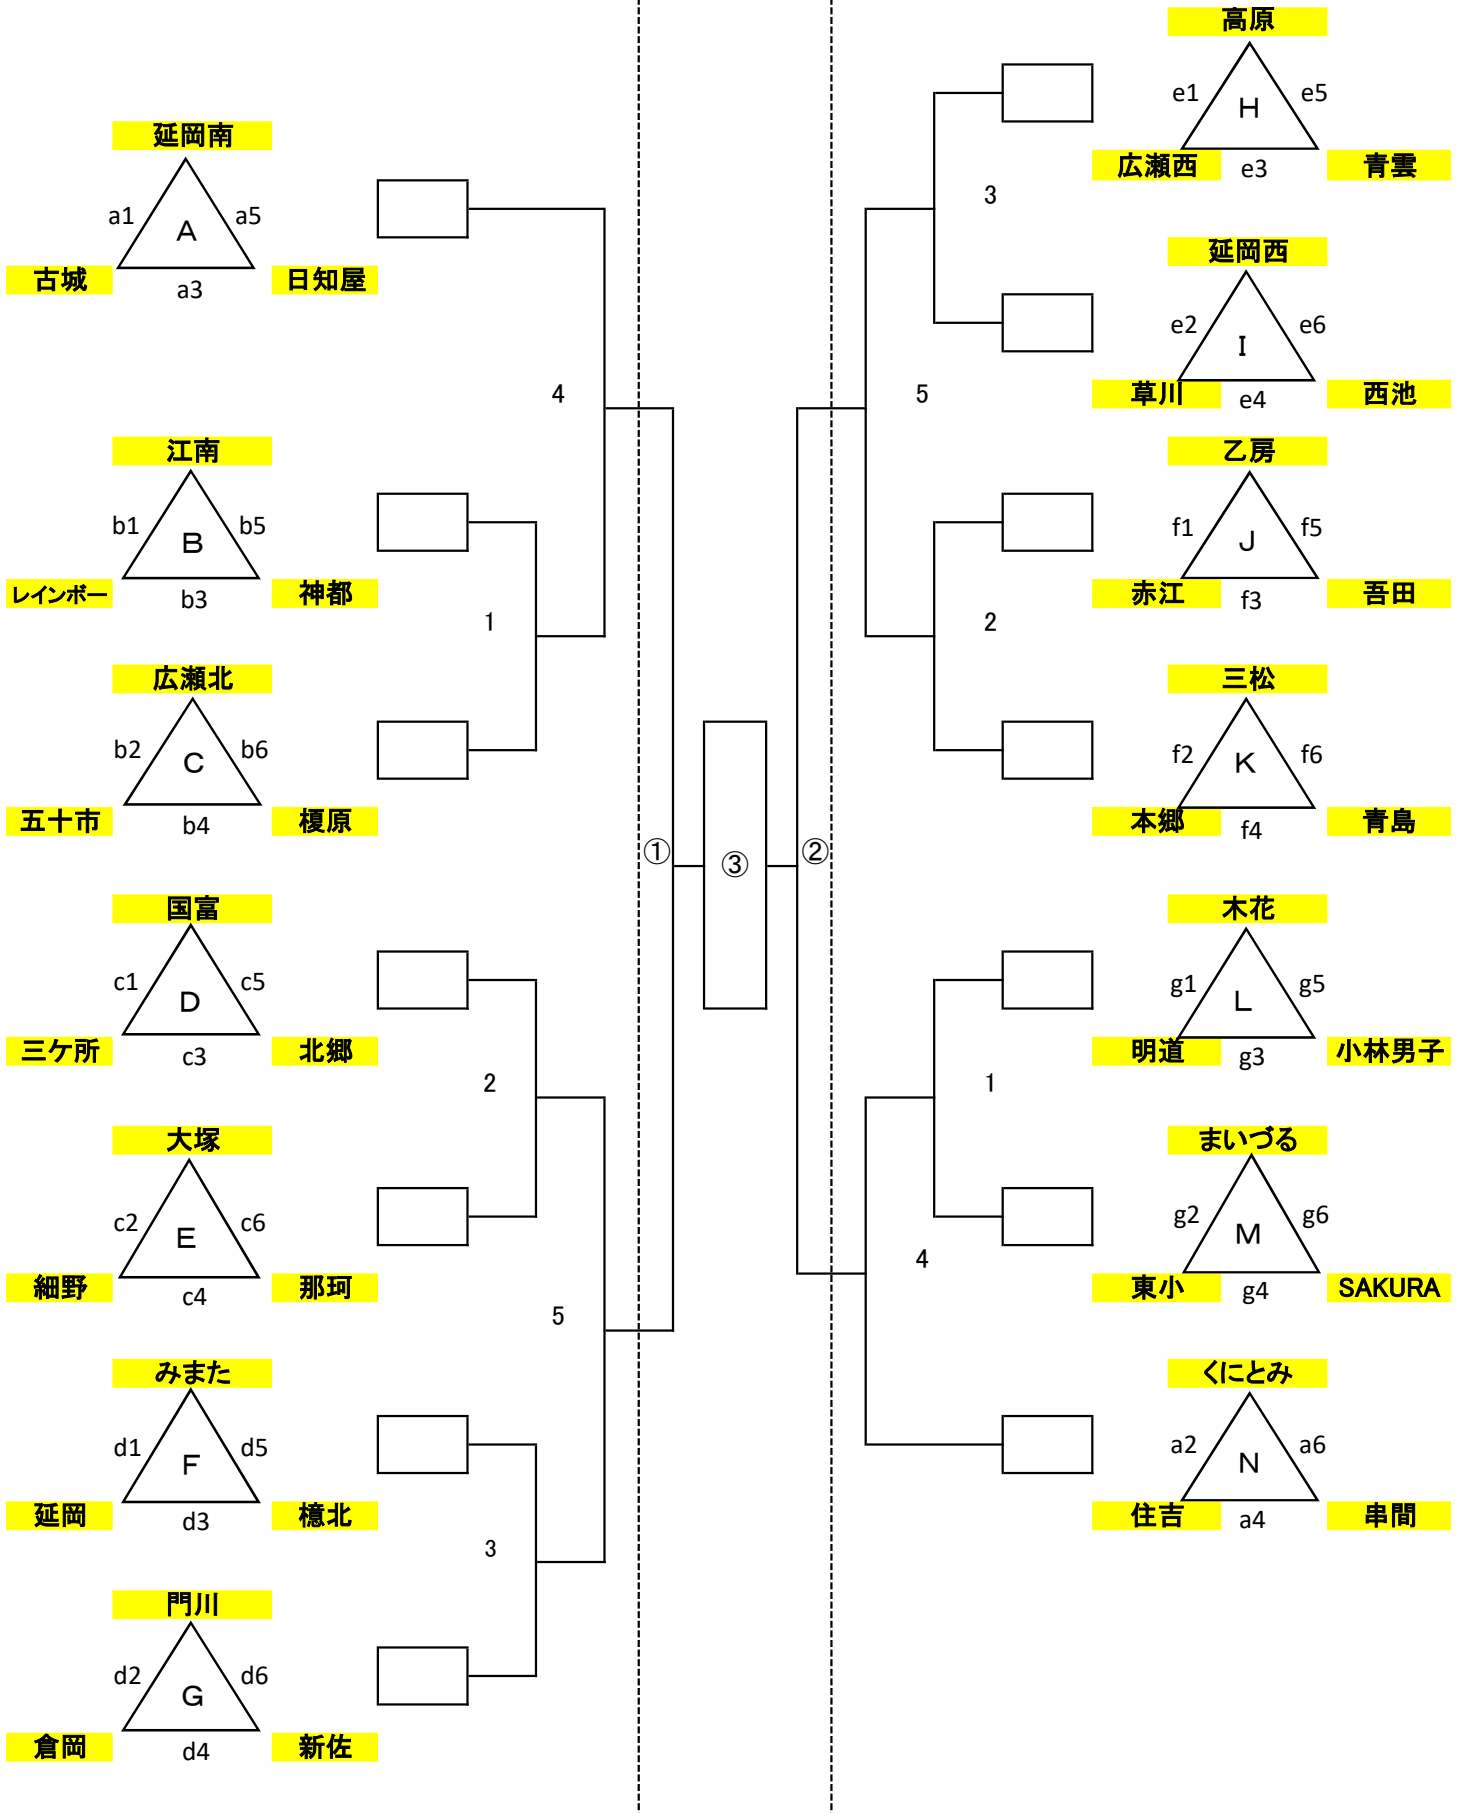 延岡南
a1 A a5
古城 a3 日知屋
4
江南
b1 B b5
レインボー b3 神都
1
広瀬北
b2 C b6
五十市 b4 榎原
国富
c1 D c5
三ケ所 c3 北郷
2
大塚
c2 E c6
細野 c4 那珂
5
みまた
d1 F d5
延岡 d3 檍北
3
門川
d2 G d6
倉岡 d4 新佐
①
③
②
高原
e1 H e5
広瀬西 e3 青雲
3
延岡西
e2 I e6
草川 e4 西池
5
乙房
f1 J f5
赤江 f3 吾田
2
三松
f2 K f6
本郷 f4 青島
木花
g1 L g5
明道 g3 小林男子
1
まいづる
g2 M g6
東小 g4 SAKURA
4
くにとみ
a2 N a6
住吉 a4 串間